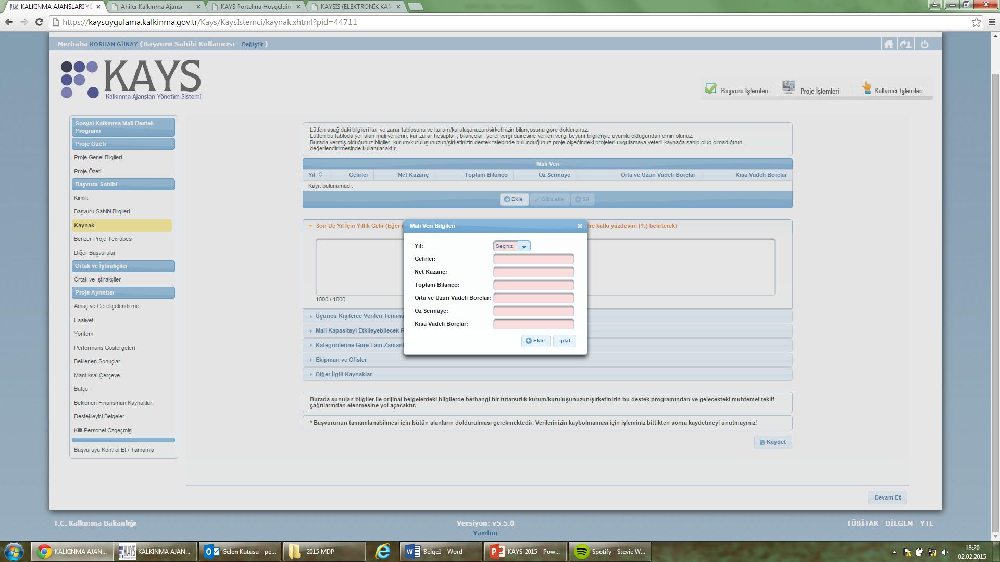 KALKINMA AJANSLARI YÖ
Ahiler Kalkınma Ajansı
KAYS Portalına Hoşgeldin
KAYSİS (ELEKTRONİK KAM
https://kaysuygulama.kalkinma.gov.tr/Kays/KaysIstemci/kaynak.xhtml?pid=44711
Merhaba KORHAN GÜNAY (Başvuru Sahibi Kullanıcısı - Değiştir )
KAYS
Kalkınma Ajansları Yönetim Sistemi
Başvuru İşlemleri
Proje İşlemleri
Kullanıcı İşlemleri
Sosyal Kalkınma Mali Destek
Programı
Proje Özeti
Proje Genel Bilgileri
Proje Özeti
Başvuru Sahibi
Kimlik
Başvuru Sahibi Bilgileri
Kaynak
Benzer Proje Tecrübesi
Diğer Başvurular
Ortak ve İştirakçiler
Ortak ve İştirakçiler
Proje Ayrıntısı
Amaç ve Gerekçelendirme
Faaliyet
Yöntem
Performans Göstergeleri
Beklenen Sonuçlar
Mantıksal Çerçeve
Bütçe
Beklenen Finansman Kaynakları
Destekleyici Belgeler
Kilit Personel Özgeçmişi
Başvuruyu Kontrol Et / Tamamla
Lütfen aşağıdaki bilgileri kar ve zarar tablosuna ve kurum/kuruluşunuzun/şirketinizin bilançosuna göre doldurunuz.
Lütfen bu tabloda yer alan mali verilerin; kar zarar hesapları, bilançolar, yerel vergi dairesine verilen vergi beyanı bilgileriyle uyumlu olduğundan emin olunuz.
Burada vermiş olduğunuz bilgiler, kurum/kuruluşunuzun/şirketinizin destek talebinde bulunduğunuz proje ölçeğindeki projeleri uygulamaya yeterli kaynağa sahip olup olmadığının
değerlendirilmesinde kullanılacaktır.
Mali Veri
Yıl Gelirler Net Kazanç Toplam Bilanço Öz Sermaye Orta ve Uzun Vadeli Borçlar Kısa Vadeli Borçlar
Kayıt bulunamadı.
Ekle Güncelle Sil
Son Üç Yıl İçin Yıllık Gelir (Eğer
ire katkı yüzdesini (%) belirterek)
1000 / 1000
Üçüncü Kişilerce Verilen Temina
Mali Kapasiteyi Etkileyebilecek R
Kategorilerine Göre Tam Zamanl
Ekipman ve Ofisler
Diğer İlgili Kaynaklar
Mali Veri Bilgileri
Yıl: Seçiniz
Gelirler:
Net Kazanç:
Toplam Bilanço:
Orta ve Uzun Vadeli Borçlar:
Öz Sermaye:
Kısa Vadeli Borçlar:
Ekle İptal
Burada sunulan bilgiler ile orijinal belgelerdeki bilgilerde herhangi bir tutarsızlık kurum/kuruluşunuzun/şirketinizin bu destek programından ve gelecekteki muhtemel teklif
çağrılarından elenmesine yol açacaktır.
* Başvurunun tamamlanabilmesi için bütün alanların doldurulması gerekmektedir. Verilerinizin kaybolmaması için işleminiz bittikten sonra kaydetmeyi unutmayınız!
Kaydet
Devam Et
T.C. Kalkınma Bakanlığı
Versiyon: v5.5.0
Yardım
TÜBİTAK - BİLGEM - YTE
KALKINMA AJAN...
KALKINMA AJAN...
Gelen Kutusu - pe...
2015 MDP
Belge1 - Word
KAYS-2015 - Pow...
Spotify - Stevie W...
18:20
02.02.2015